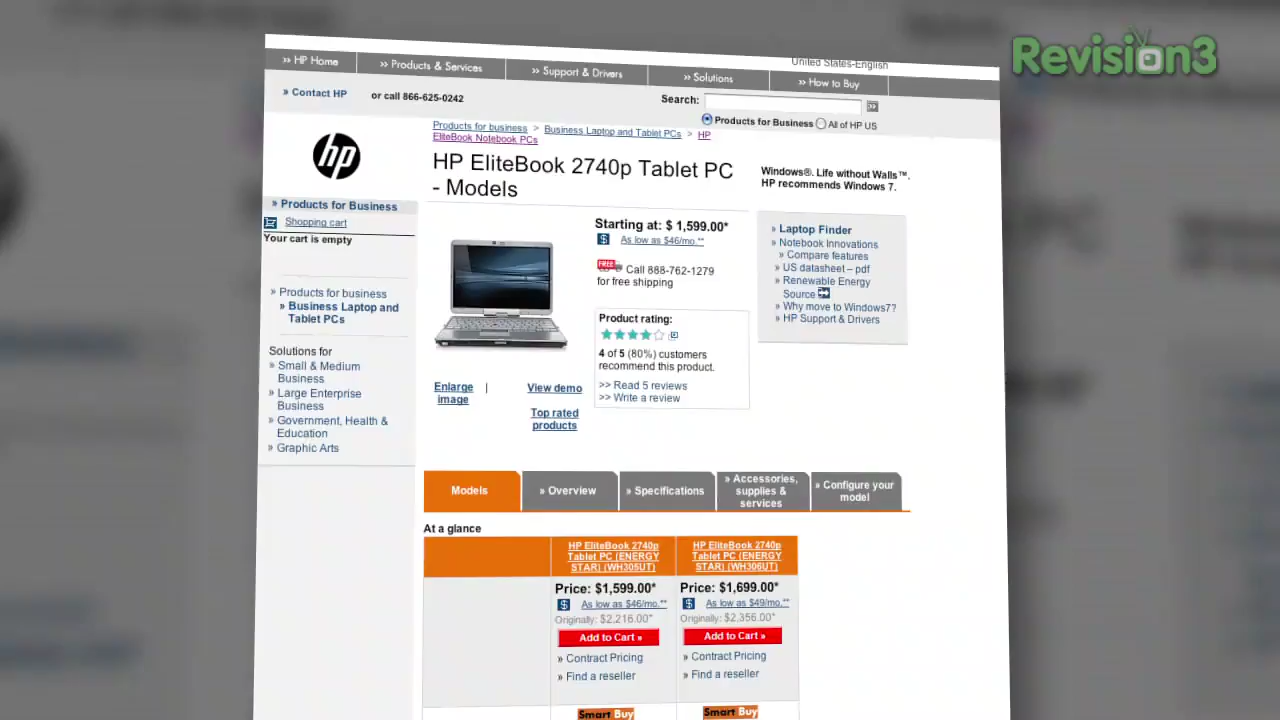 Revision3
United States-English
» HP Home
» Products & Services
» Support & Drivers
» Solutions
» How to Buy
» Contact HP
or call 866-625-0242
Search:
Products for Business
All of HP US
Products for business > Business Laptop and Tablet PCs > HP
EliteBook Notebook PCs
hp
HP EliteBook 2740p Tablet PC
- Models
Windows®. Life without Walls™.
HP recommends Windows 7.
» Products for Business
Shopping cart
Your cart is empty
» Products for business
» Business Laptop and
Tablet PCs
Solutions for
» Small & Medium
Business
» Large Enterprise
Business
» Government, Health &
Education
» Graphic Arts
Starting at: $ 1,599.00*
$ As low as $46/mo.**
FREE Call 888-762-1279
for free shipping
Product rating:
4 of 5 (80%) customers
recommend this product.
>> Read 5 reviews
>> Write a review
» Laptop Finder
» Notebook Innovations
» Compare features
» US datasheet – pdf
» Renewable Energy
Source
» Why move to Windows7?
» HP Support & Drivers
Enlarge
image
|
View demo
Top rated
products
Models
» Overview
» Specifications
» Accessories,
supplies &
services
» Configure your
model
At a glance
HP EliteBook 2740p
Tablet PC (ENERGY
STAR) (WH305UT)
HP EliteBook 2740p
Tablet PC (ENERGY
STAR) (WH306UT)
Price: $1,599.00*
$ As low as $46/mo.**
Originally: $2,216.00*
Add to Cart »
» Contract Pricing
» Find a reseller
Smart Buy
Price: $1,699.00*
$ As low as $49/mo.**
Originally: $2,356.00*
Add to Cart »
» Contract Pricing
» Find a reseller
Smart Buy